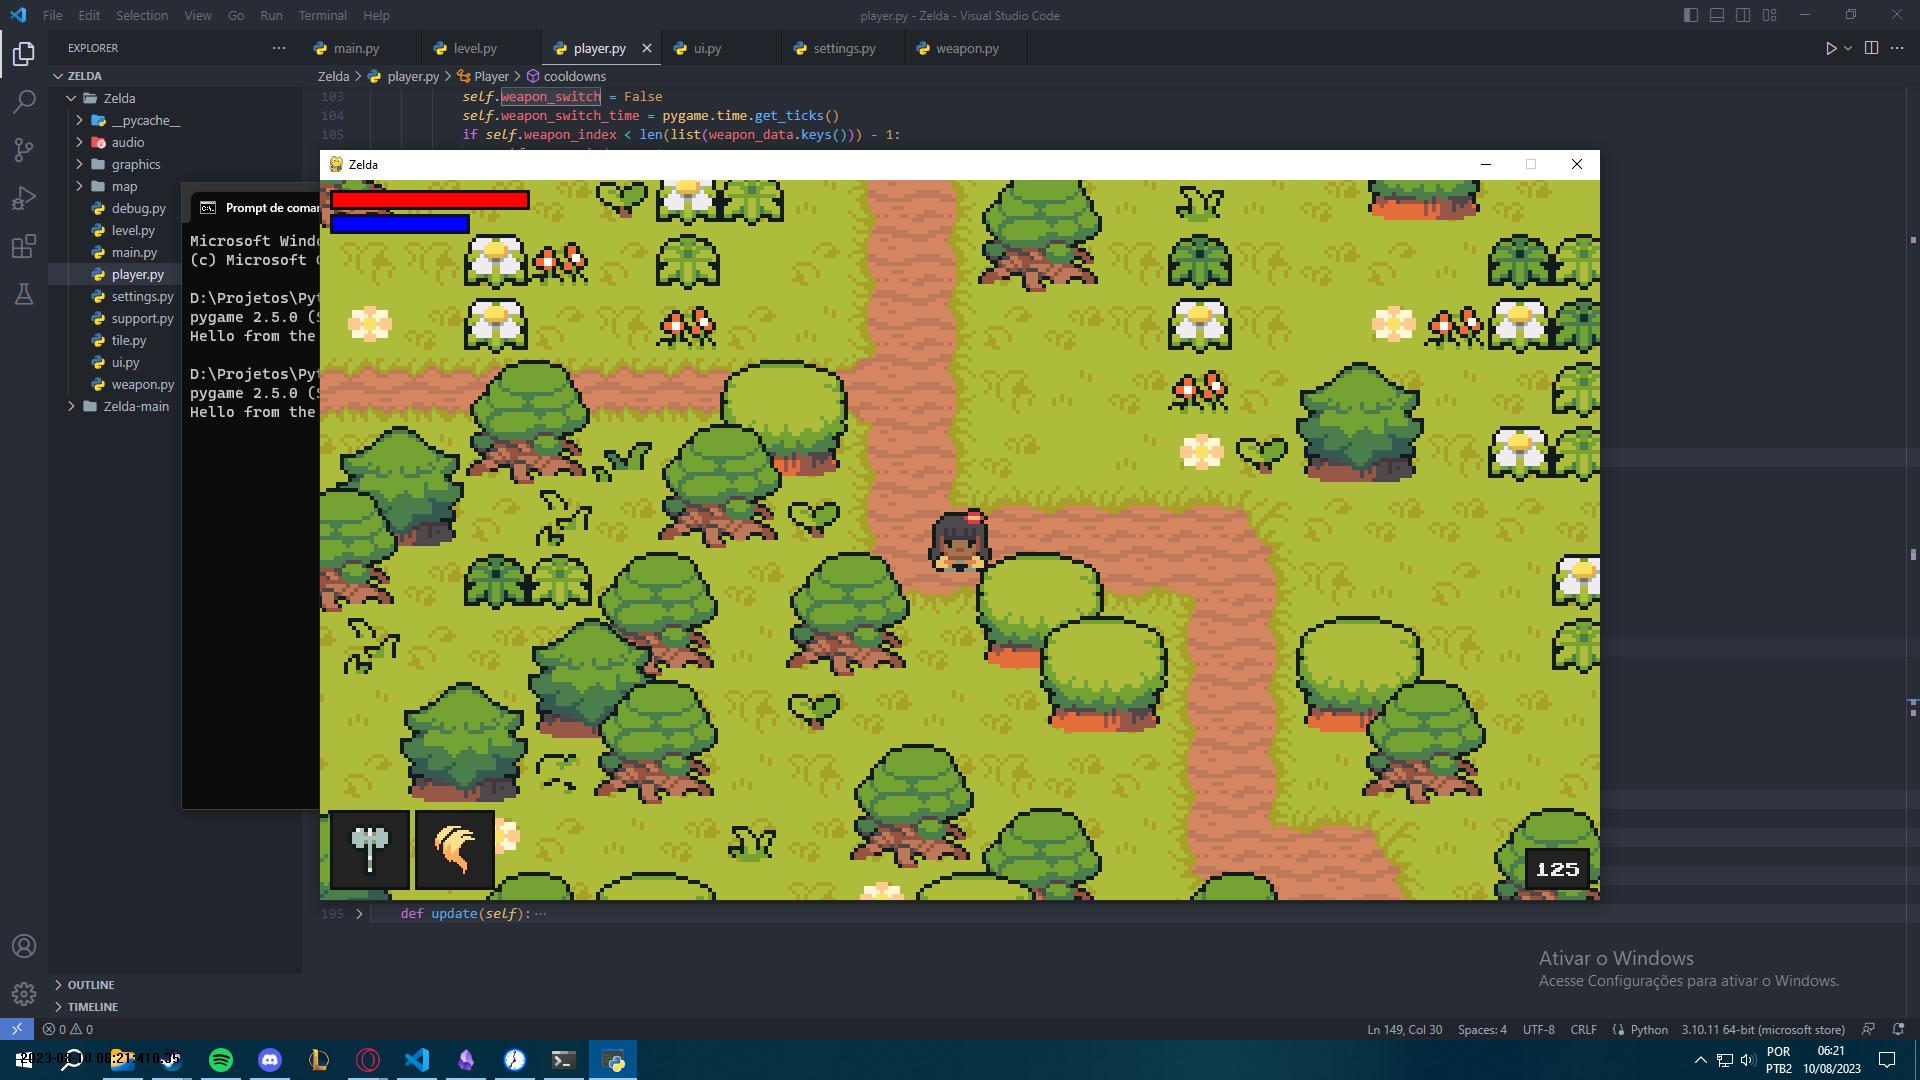 File Edit Selection View Go Run Terminal Help
player.py - Zelda - Visual Studio Code
EXPLORER
main.py
level.py
player.py
ui.py
settings.py
weapon.py
ZELDA
Zelda > player.py > Player > cooldowns
Zelda
__pycache__
audio
graphics
map
debug.py
level.py
main.py
player.py
settings.py
support.py
tile.py
ui.py
weapon.py
Zelda-main
103 self.weapon_switch = False
104 self.weapon_switch_time = pygame.time.get_ticks()
105 if self.weapon_index < len(list(weapon_data.keys())) - 1:
Prompt de coma
Microsoft Wind
(c) Microsoft
D:\Projetos\Py
pygame 2.5.0 (
Hello from the
D:\Projetos\Py
pygame 2.5.0 (
Hello from the
Zelda
125
195 def update(self): ...
Ativar o Windows
Acesse Configurações para ativar o Windows.
OUTLINE
TIMELINE
0 0
Ln 149, Col 30 Spaces: 4 UTF-8 CRLF Python 3.10.11 64-bit (microsoft store)
POR
PTB2
06:21
10/08/2023